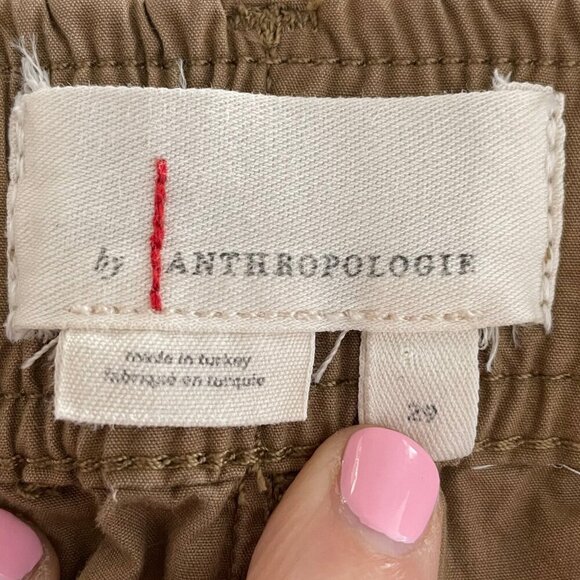 by ANTHROPOLOGIE
made in turkey
fabriqué en turquie
29